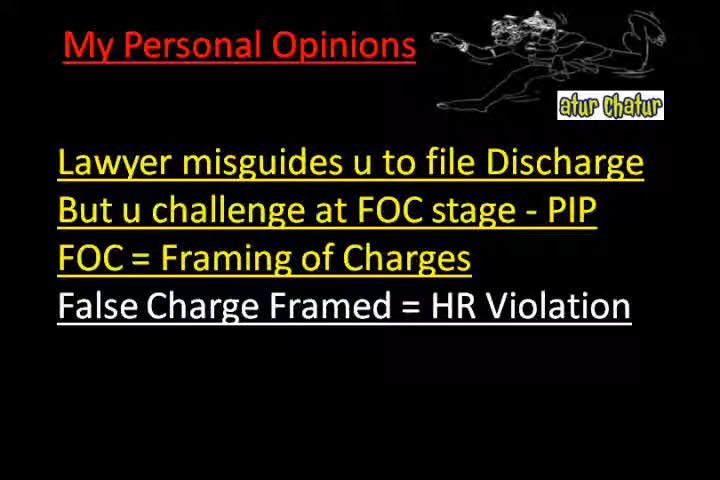 My Personal Opinions
atur chatur
Lawyer misguides u to file Discharge
But u challenge at FOC stage - PIP
FOC = Framing of Charges
False Charge Framed = HR Violation